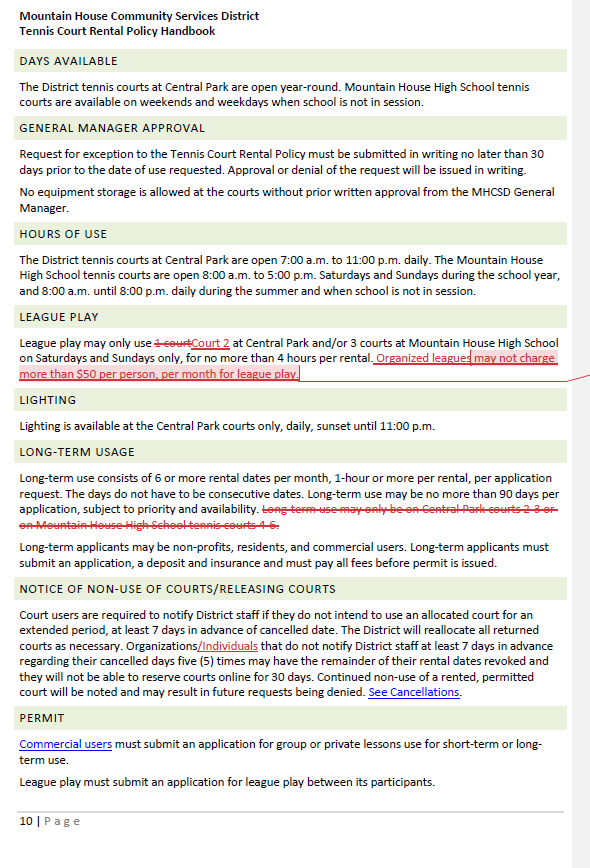 Mountain House Community Services District
Tennis Court Rental Policy Handbook
DAYS AVAILABLE
The District tennis courts at Central Park are open year-round. Mountain House High School tennis
courts are available on weekends and weekdays when school is not in session.
GENERAL MANAGER APPROVAL
Request for exception to the Tennis Court Rental Policy must be submitted in writing no later than 30
days prior to the date of use requested. Approval or denial of the request will be issued in writing.
No equipment storage is allowed at the courts without prior written approval from the MHCSD General
Manager.
HOURS OF USE
The District tennis courts at Central Park are open 7:00 a.m. to 11:00 p.m. daily. The Mountain House
High School tennis courts are open 8:00 a.m. to 5:00 p.m. Saturdays and Sundays during the school year,
and 8:00 a.m. until 8:00 p.m. daily during the summer and when school is not in session.
LEAGUE PLAY
League play may only use 1 courtCourt 2 at Central Park and/or 3 courts at Mountain House High School
on Saturdays and Sundays only, for no more than 4 hours per rental. Organized leagues may not charge
more than $50 per person, per month for league play.
LIGHTING
Lighting is available at the Central Park courts only, daily, sunset until 11:00 p.m.
LONG-TERM USAGE
Long-term use consists of 6 or more rental dates per month, 1-hour or more per rental, per application
request. The days do not have to be consecutive dates. Long-term use may be no more than 90 days per
application, subject to priority and availability. Long-term use may only be on Central Park courts 2-3 or
on Mountain House High School tennis courts 4-6.
Long-term applicants may be non-profits, residents, and commercial users. Long-term applicants must
submit an application, a deposit and insurance and must pay all fees before permit is issued.
NOTICE OF NON-USE OF COURTS/RELEASING COURTS
Court users are required to notify District staff if they do not intend to use an allocated court for an
extended period, at least 7 days in advance of cancelled date. The District will reallocate all returned
courts as necessary. Organizations/Individuals that do not notify District staff at least 7 days in advance
regarding their cancelled days five (5) times may have the remainder of their rental dates revoked and
they will not be able to reserve courts online for 30 days. Continued non-use of a rented, permitted
court will be noted and may result in future requests being denied. See Cancellations.
PERMIT
Commercial users must submit an application for group or private lessons use for short-term or long-
term use.
League play must submit an application for league play between its participants.
10 | Page